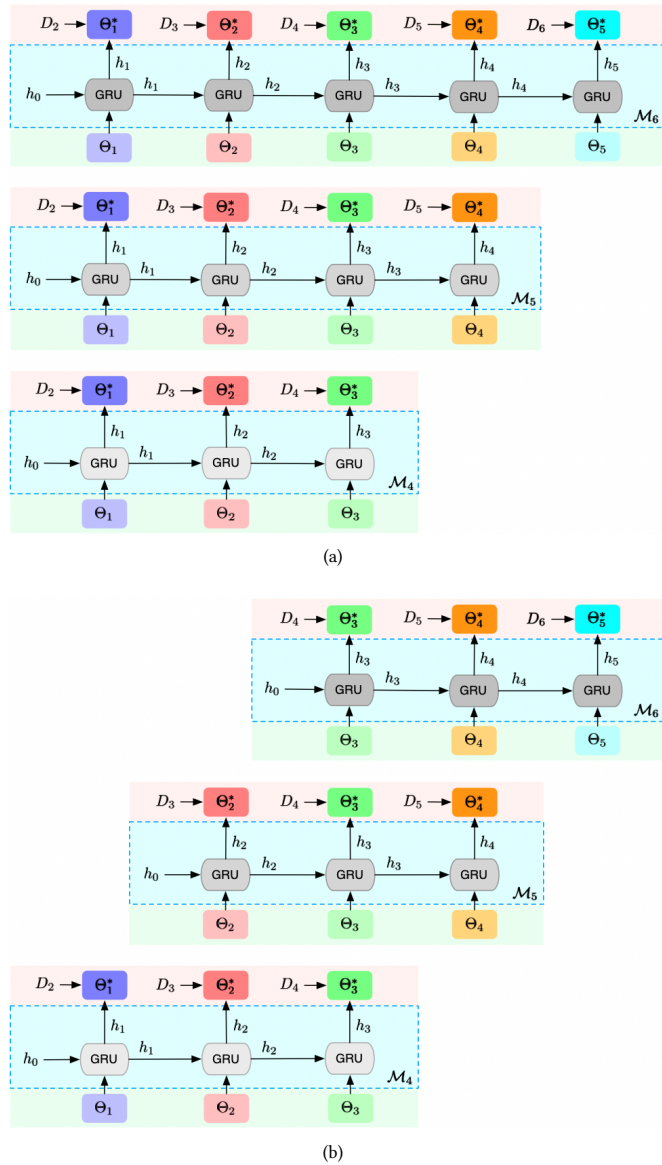 D₂ Θ₁* D₃ Θ₂* D₄ Θ₃* D₅ Θ₄* D₆ Θ₅*
h₁ h₂ h₃ h₄ h₅
h₀ GRU h₁ GRU h₂ GRU h₃ GRU h₄ GRU
M₆
Θ₁ Θ₂ Θ₃ Θ₄ Θ₅
D₂ Θ₁* D₃ Θ₂* D₄ Θ₃* D₅ Θ₄*
h₁ h₂ h₃ h₄
h₀ GRU h₁ GRU h₂ GRU h₃ GRU
M₅
Θ₁ Θ₂ Θ₃ Θ₄
D₂ Θ₁* D₃ Θ₂* D₄ Θ₃*
h₁ h₂ h₃
h₀ GRU h₁ GRU h₂ GRU
M₄
Θ₁ Θ₂ Θ₃
(a)
D₄ Θ₃* D₅ Θ₄* D₆ Θ₅*
h₃ h₄ h₅
h₀ GRU h₃ GRU h₄ GRU
M₆
Θ₃ Θ₄ Θ₅
D₃ Θ₂* D₄ Θ₃* D₅ Θ₄*
h₂ h₃ h₄
h₀ GRU h₂ GRU h₃ GRU
M₅
Θ₂ Θ₃ Θ₄
D₂ Θ₁* D₃ Θ₂* D₄ Θ₃*
h₁ h₂ h₃
h₀ GRU h₁ GRU h₂ GRU
M₄
Θ₁ Θ₂ Θ₃
(b)